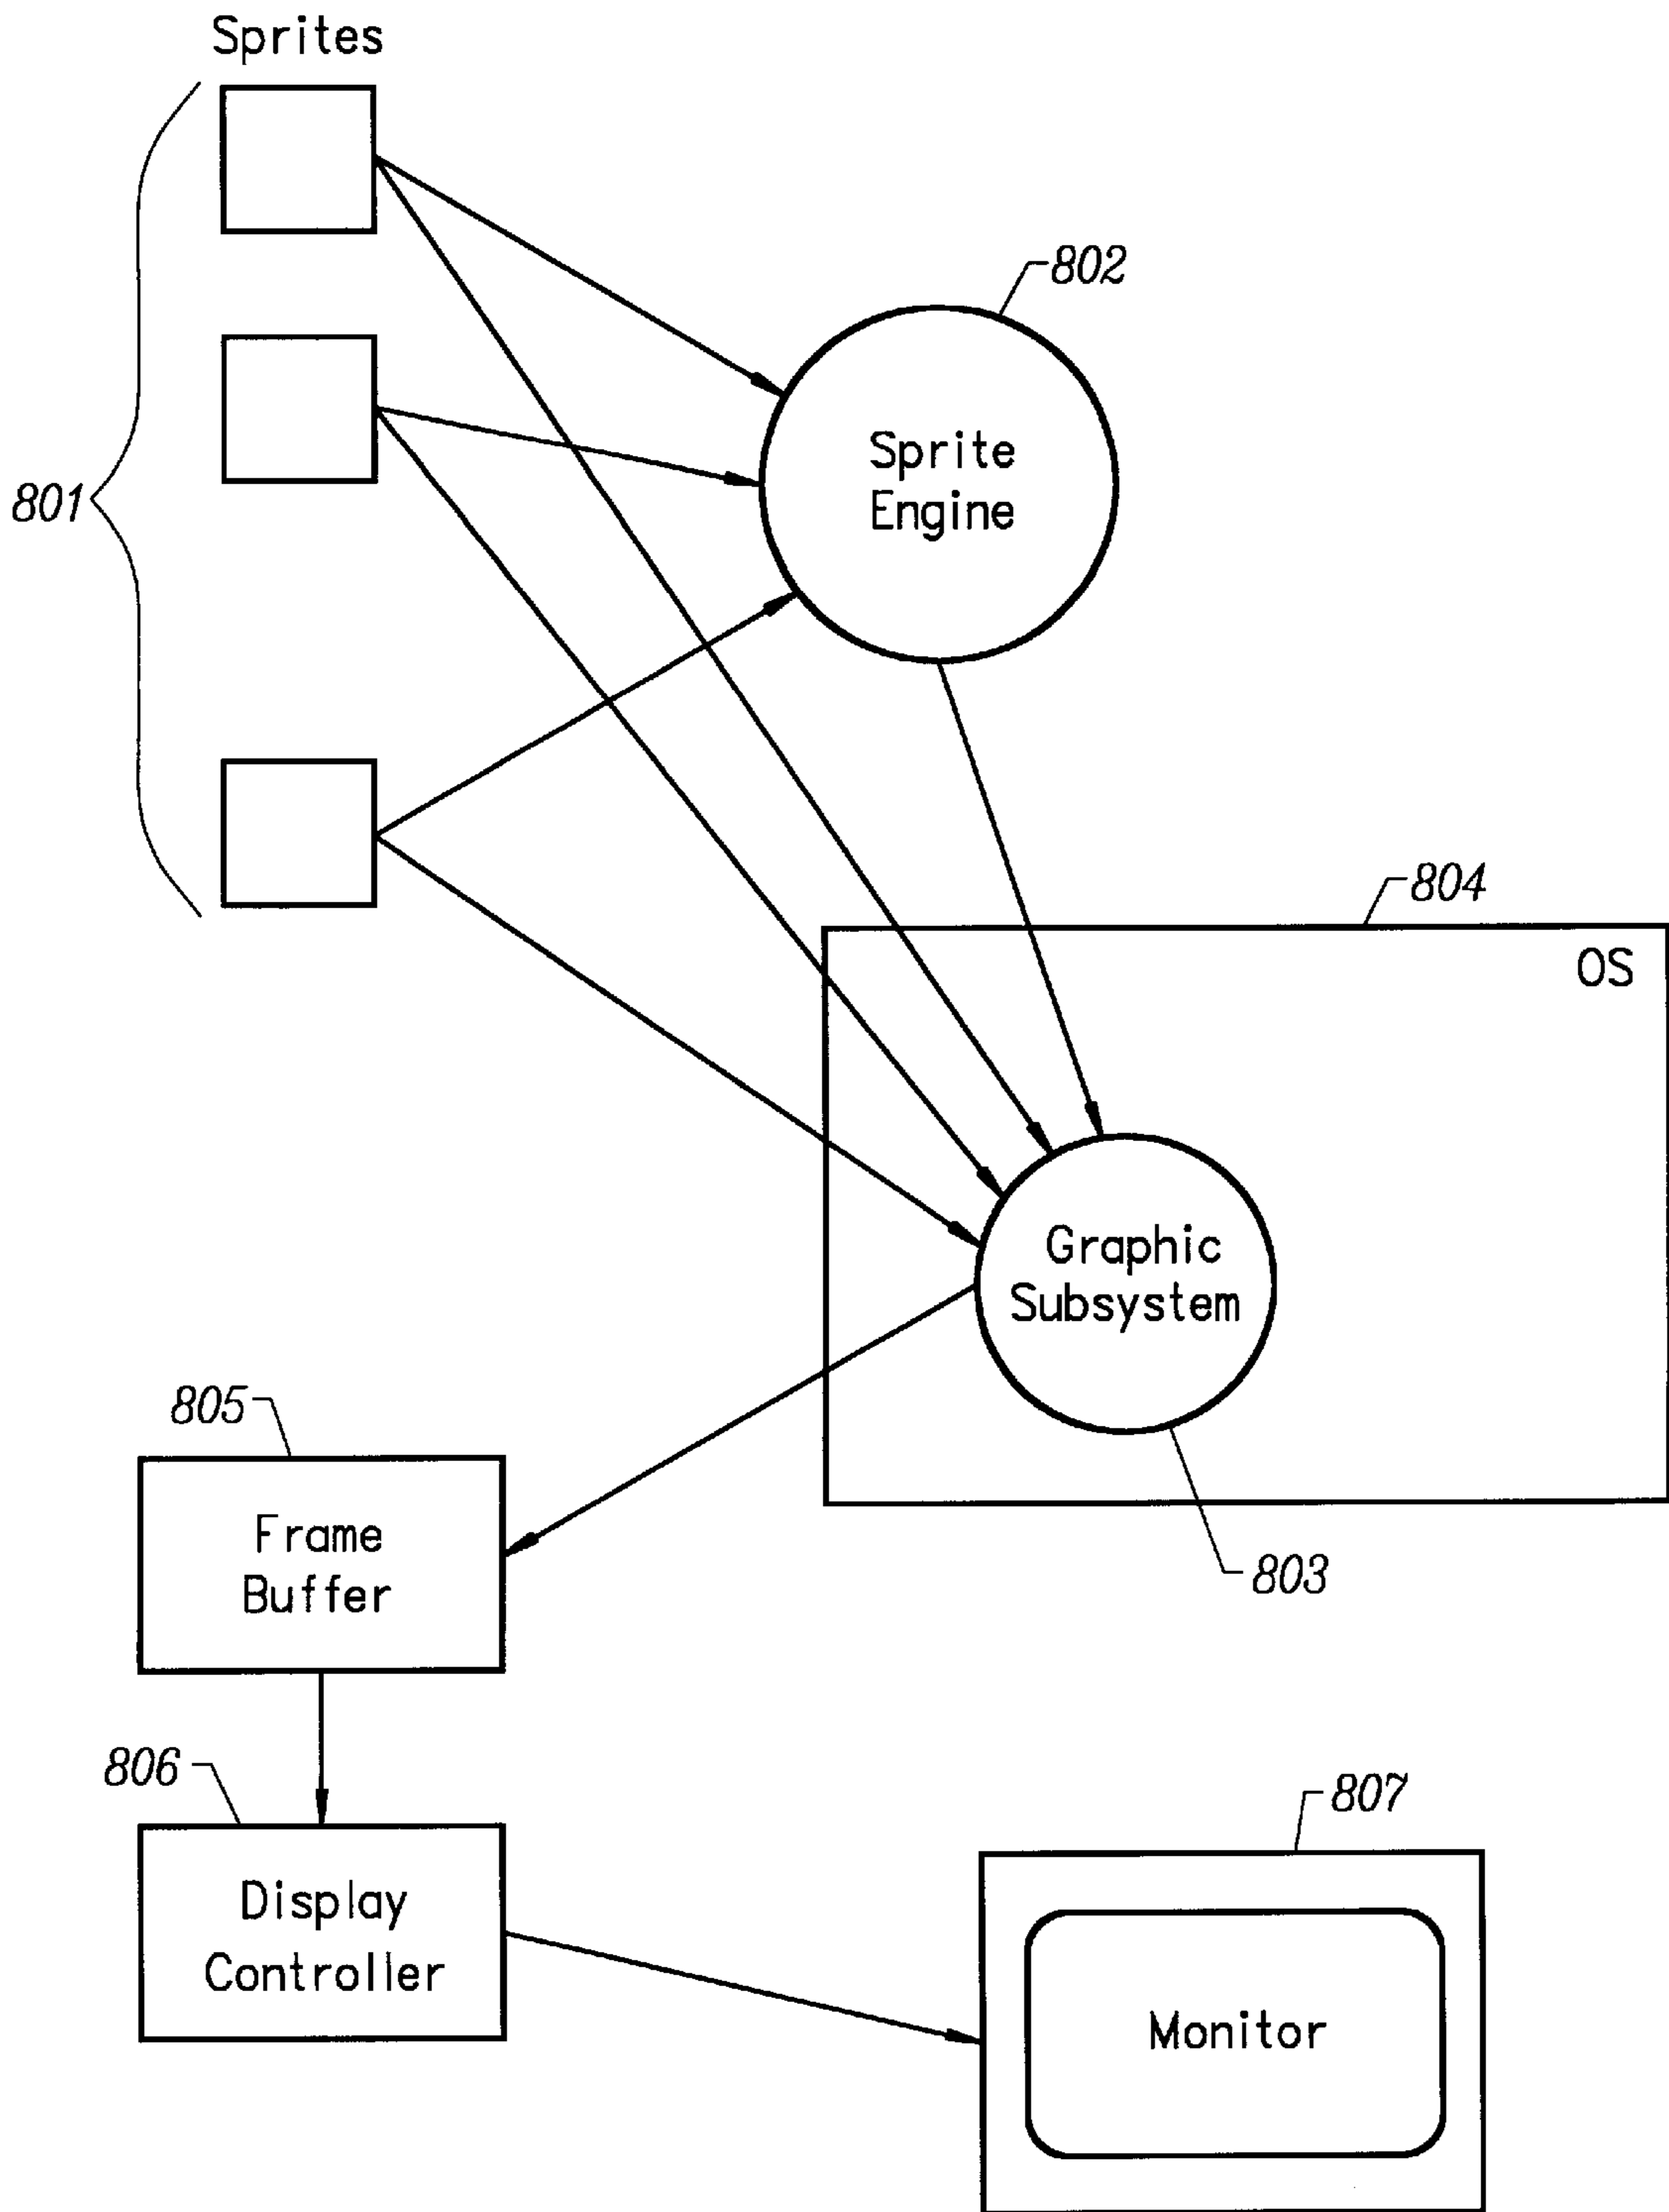 Sprites
802
Sprite
Engine
801
804
OS
Graphic
Subsystem
805
Frame
Buffer
803
806
807
Display
Controller
Monitor